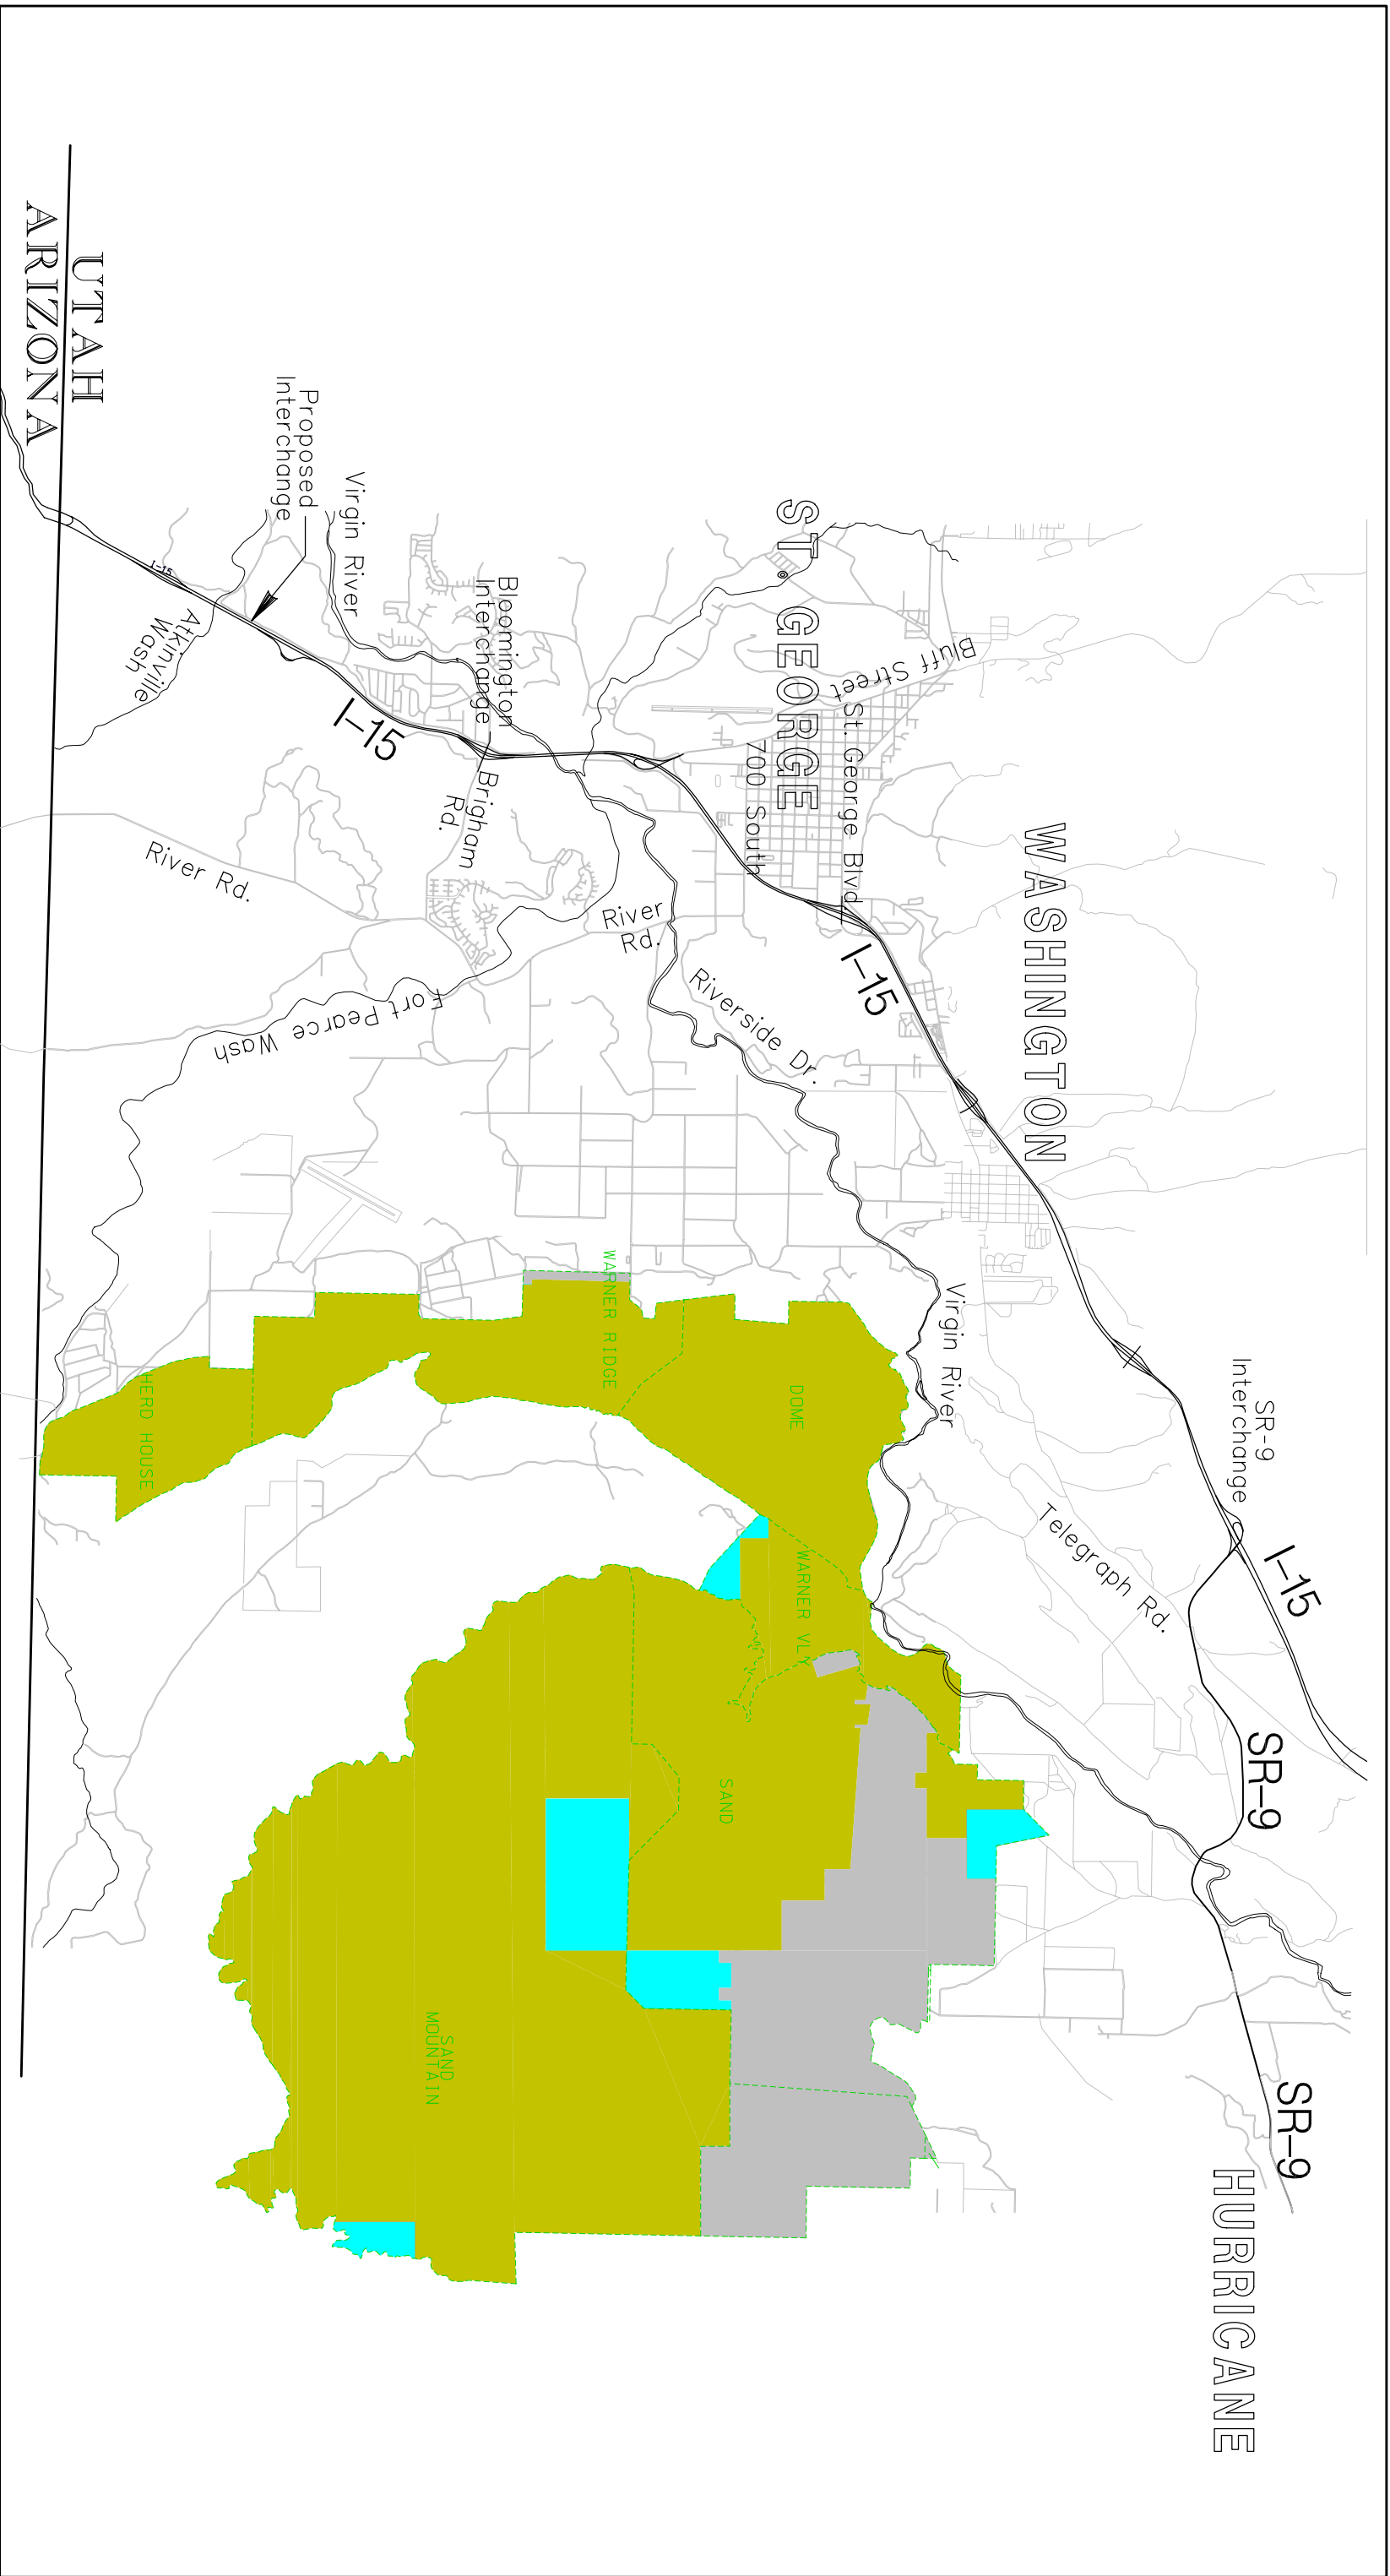 UTAH
ARIZONA
Proposed
Interchange
Virgin River
I-15
Atkinville
Wash
Bloomington
Interchange
I-15
Brigham
Rd.
River Rd.
Fort Pearce Wash
ST. GEORGE
Bluff Street
St. George Blvd
700 South
River
Rd.
Riverside Dr.
I-15
WASHINGTON
Virgin River
SR-9
Interchange
Telegraph Rd.
I-15
SR-9
SR-9
HURRICANE
WARNER RIDGE
DOME
HERD HOUSE
WARNER VLY
SAND
SAND
MOUNTAIN